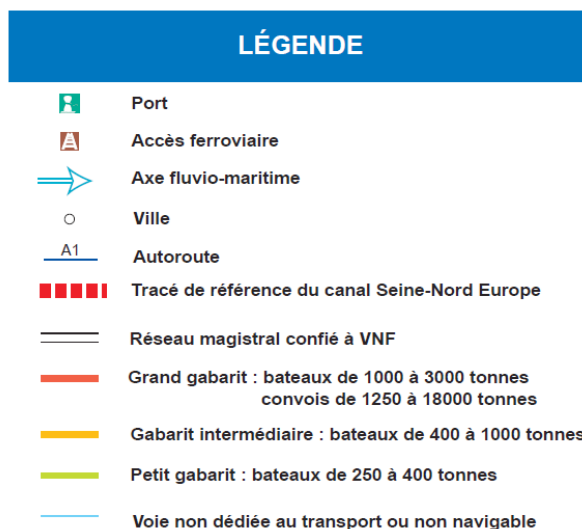 LÉGENDE
Port
Accès ferroviaire
Axe fluvio-maritime
Ville
A1
Autoroute
Tracé de référence du canal Seine-Nord Europe
Réseau magistral confié à VNF
Grand gabarit : bateaux de 1000 à 3000 tonnes
convois de 1250 à 18000 tonnes
Gabarit intermédiaire : bateaux de 400 à 1000 tonnes
Petit gabarit : bateaux de 250 à 400 tonnes
Voie non dédiée au transport ou non navigable